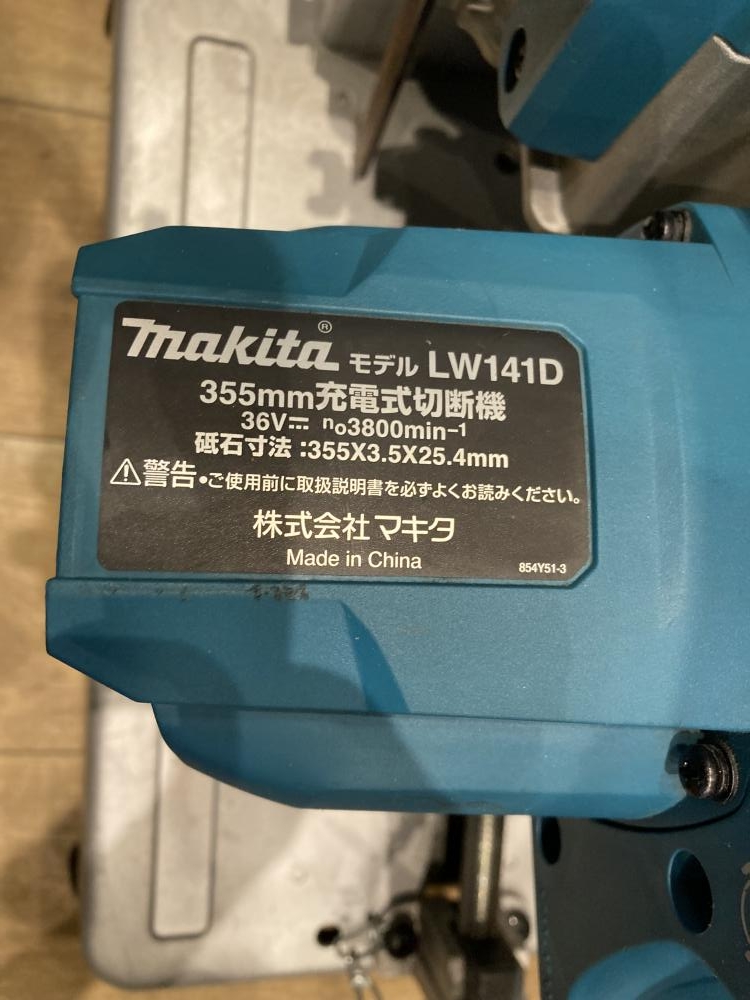 makita® モデル LW141D
355mm充電式切断機
36V⎓ no3800min-1
砥石寸法:355X3.5X25.4mm
⚠警告•ご使用前に取扱説明書を必ずよくお読みください。
株式会社 マキタ
Made in China
854Y51-3